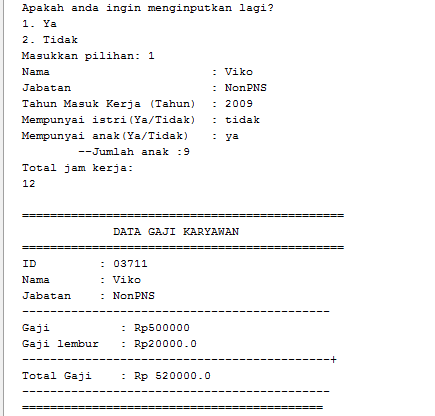 Apakah anda ingin menginputkan lagi?
1. Ya
2. Tidak
Masukkan pilihan: 1
Nama                       : Viko
Jabatan                    : NonPNS
Tahun Masuk Kerja (Tahun)  : 2009
Mempunyai istri(Ya/Tidak)  : tidak
Mempunyai anak(Ya/Tidak)   : ya
        --Jumlah anak :9
Total jam kerja:
12
==============================================
             DATA GAJI KARYAWAN
==============================================
ID         : 03711
Nama       : Viko
Jabatan    : NonPNS
--------------------------------------------
Gaji          : Rp500000
Gaji lembur   : Rp20000.0
--------------------------------------------+
Total Gaji    : Rp 520000.0
--------------------------------------------
===========================================